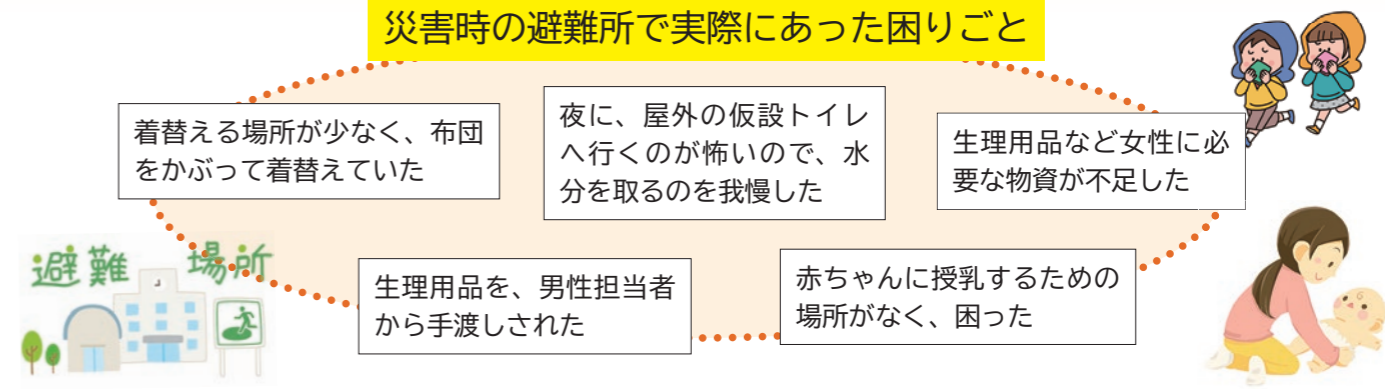 災害時の避難所で実際にあった困りごと
着替える場所が少なく、布団
をかぶって着替えていた
夜に、屋外の仮設トイレ
へ行くのが怖いので、水
分を取るのを我慢した
生理用品など女性に必
要な物資が不足した
避難場所
生理用品を、男性担当者
から手渡しされた
赤ちゃんに授乳するための
場所がなく、困った